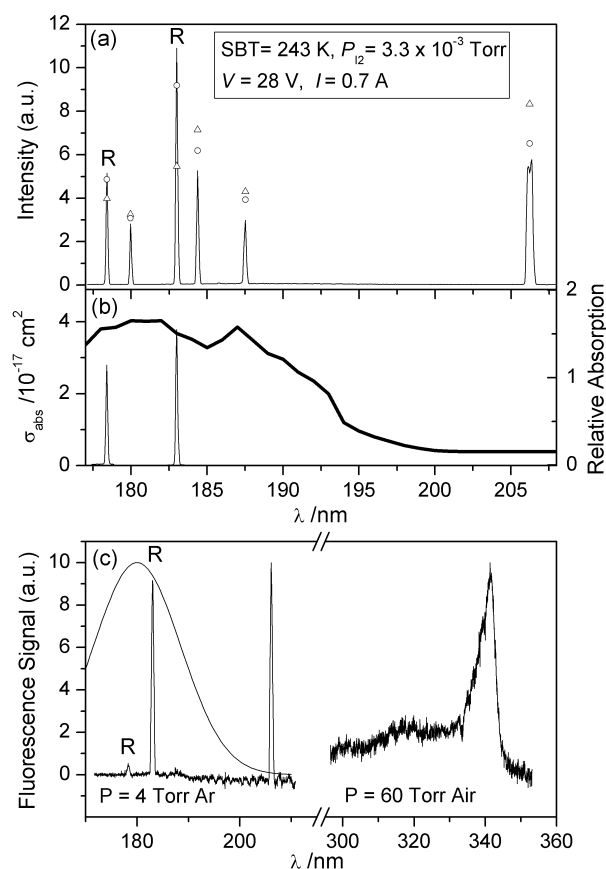 (a)
R
R
SBT= 243 K, P_I2 = 3.3 x 10^-3 Torr
V = 28 V, I = 0.7 A
Intensity (a.u.)
12
10
8
6
4
2
0
(b)
σ_abs /10^-17 cm^2
4
2
0
Relative Absorption
2
1
0
180 185 190 195 200 205
λ /nm
(c)
R
R
Fluorescence Signal (a.u.)
10
8
6
4
2
0
P = 4 Torr Ar
P = 60 Torr Air
180 200 300 320 340 360
λ /nm